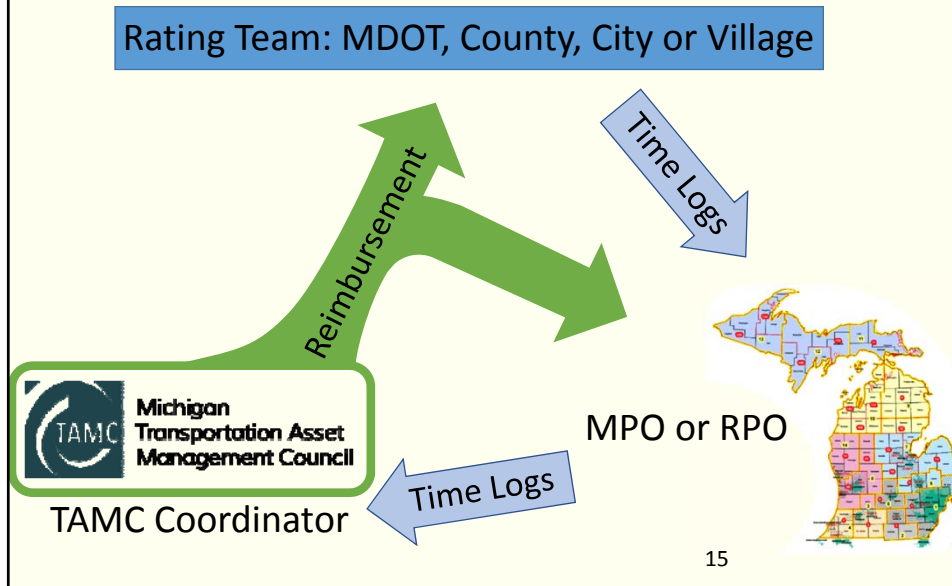 Rating Team: MDOT, County, City or Village
Time Logs
Reimbursement
TAMC
Michigan
Transportation Asset
Management Council
MPO or RPO
Time Logs
TAMC Coordinator
15